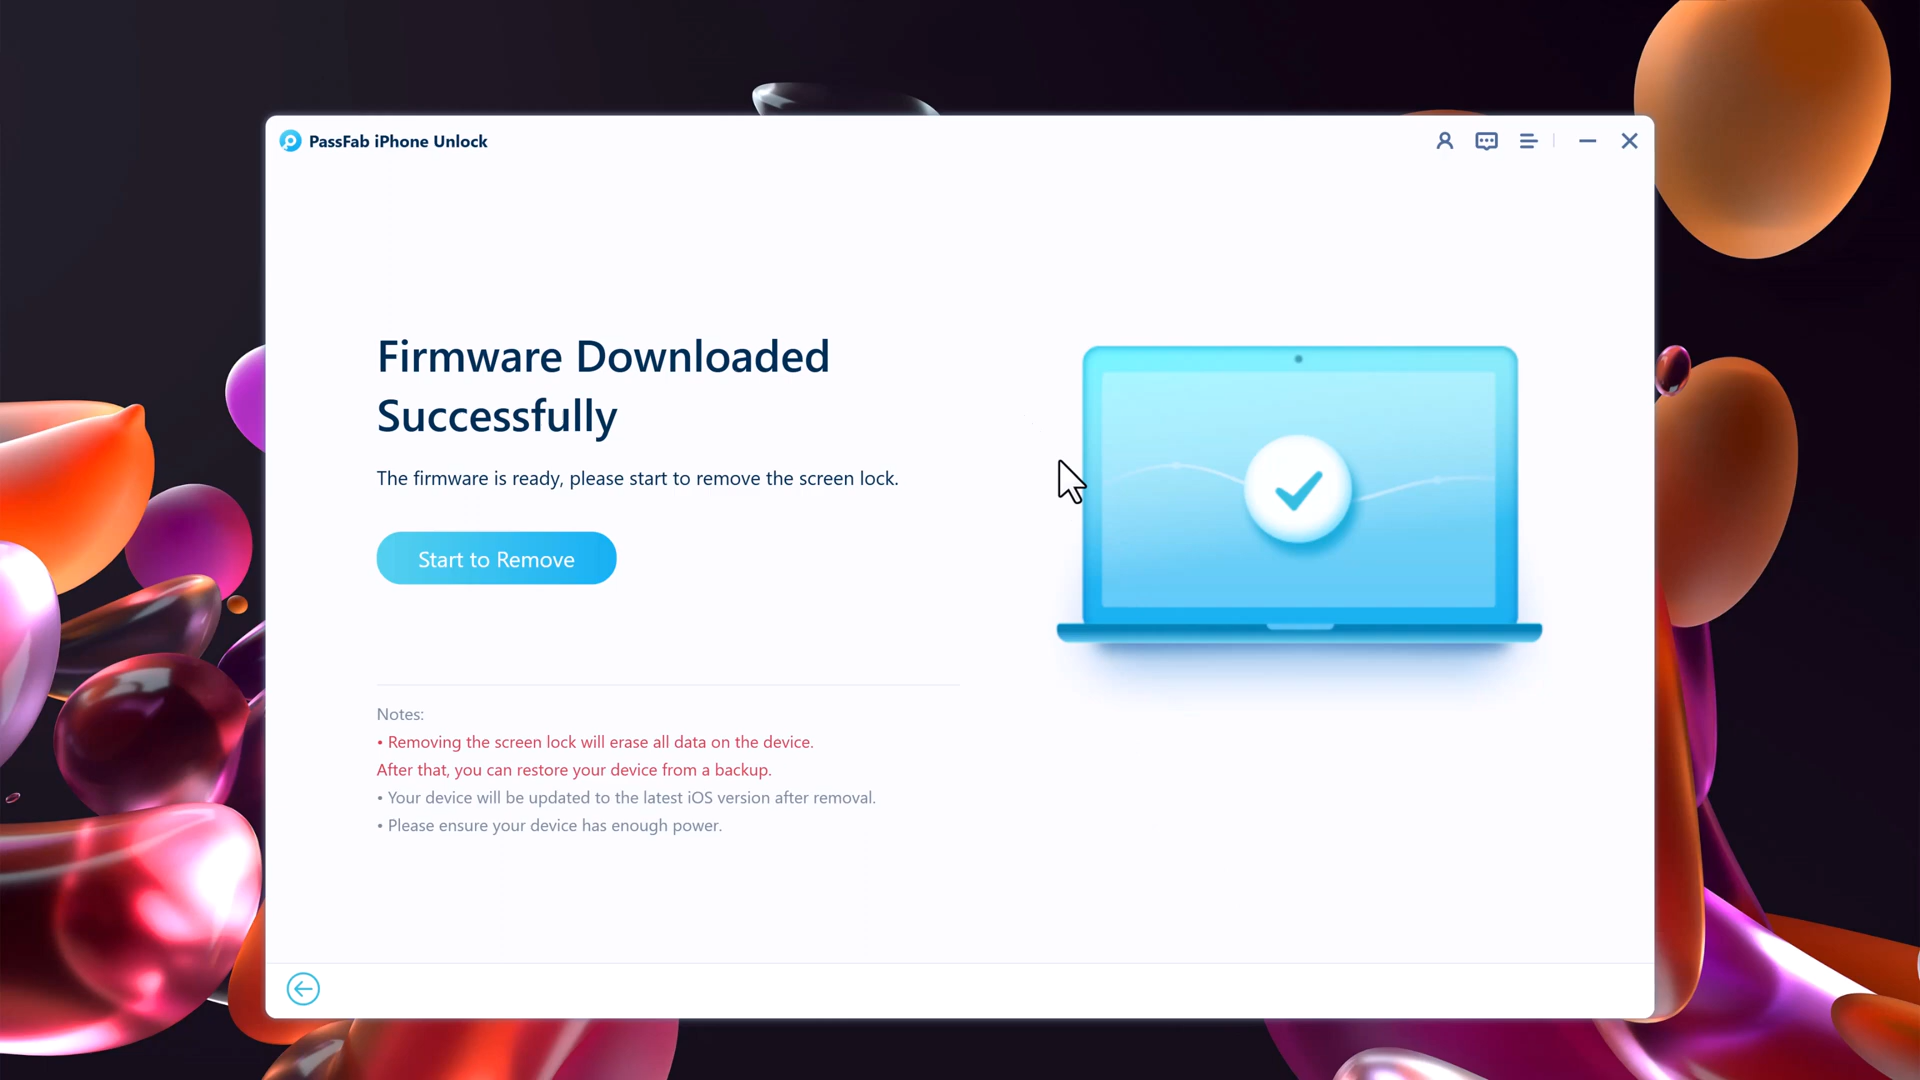 PassFab iPhone Unlock
Firmware Downloaded
Successfully
The firmware is ready, please start to remove the screen lock.
Start to Remove
Notes:
• Removing the screen lock will erase all data on the device.
After that, you can restore your device from a backup.
• Your device will be updated to the latest iOS version after removal.
• Please ensure your device has enough power.